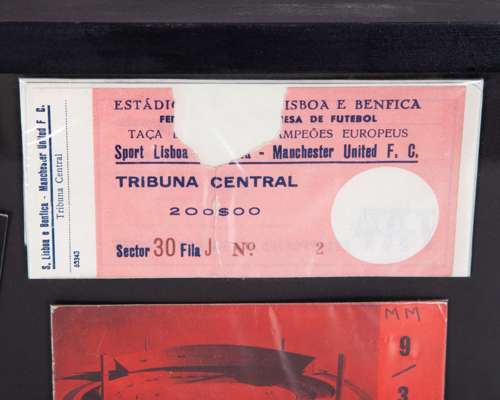 S. Lisboa e Benfica - Manchester United F. C.
Tribuna Central
65343
ESTÁDIO LISBOA E BENFICA
FE ESA DE FUTEBOL
TAÇA AMPEÕES EUROPEUS
Sport Lisboa - Manchester United F. C.
TRIBUNA CENTRAL
200$00
Sector 30 Fila J Nº 2
MM
9/3